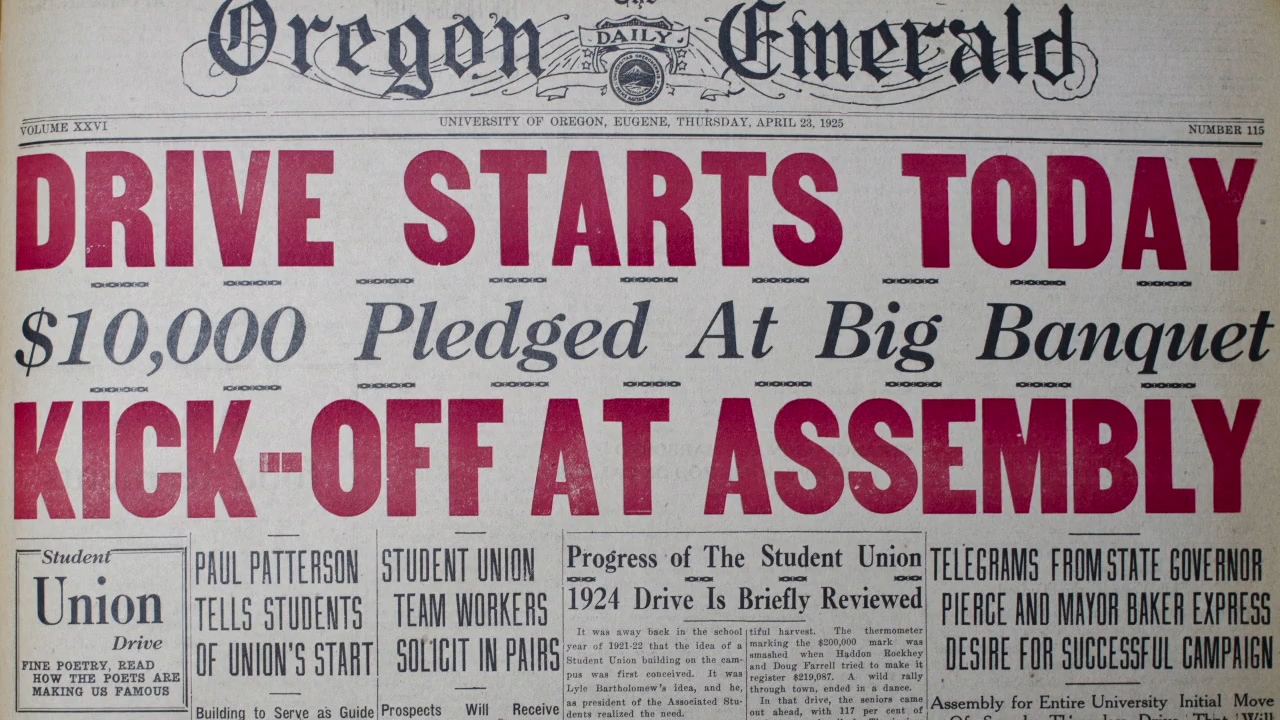 The
Oregon DAILY Emerald
VOLUME XXVI
UNIVERSITY OF OREGON, EUGENE, THURSDAY, APRIL 23, 1925
NUMBER 115
DRIVE STARTS TODAY
$10,000 Pledged At Big Banquet
KICK-OFF AT ASSEMBLY
Student
Union
Drive
FINE POETRY, READ
HOW THE POETS ARE
MAKING US FAMOUS
PAUL PATTERSON
TELLS STUDENTS
OF UNION'S START
Building to Serve as Guide
STUDENT UNION
TEAM WORKERS
SOLICIT IN PAIRS
Prospects Will Receive
Progress of The Student Union
1924 Drive Is Briefly Reviewed
It was away back in the school
year of 1921-22 that the idea of a
Student Union building on the cam-
pus was first conceived. It was
Lyle Bartholomew's idea, and he,
as president of the Associated Stu-
dents realized the need.
tiful harvest. The thermometer
marking the $200,000 mark was
smashed when Haddon Rockhey
and Doug Farrell tried to make it
register $219,087. A wild rally
through town, ended in a dance.
In that drive, the seniors came
out ahead, with 117 per cent of
TELEGRAMS FROM STATE GOVERNOR
PIERCE AND MAYOR BAKER EXPRESS
DESIRE FOR SUCCESSFUL CAMPAIGN
Assembly for Entire University Initial Move